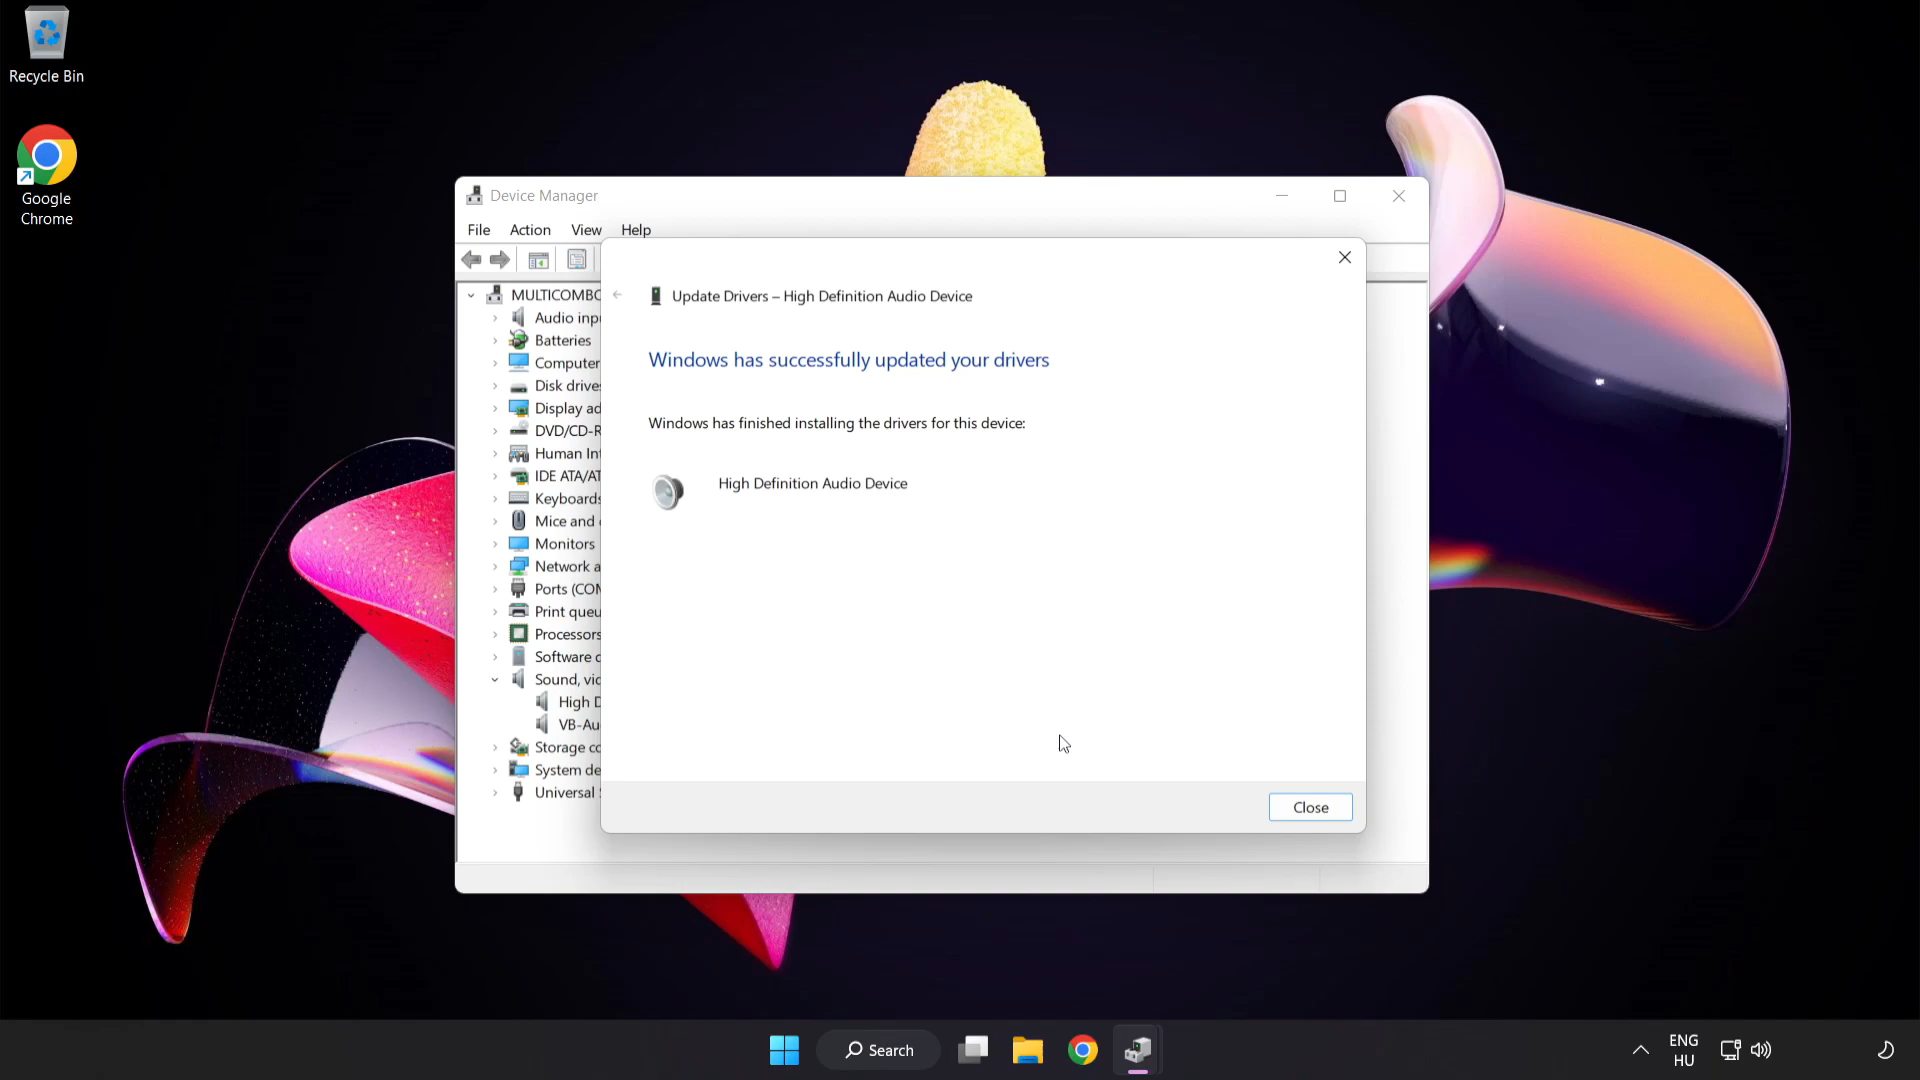 Recycle Bin
Google
Chrome
Device Manager
File Action View Help
MULTICOMBO
Audio inpu
Batteries
Computer
Disk drives
Display ad
DVD/CD-R
Human Int
IDE ATA/AT
Keyboards
Mice and
Monitors
Network a
Ports (COM
Print queu
Processors
Software
Sound, vid
High D
VB-Au
Storage co
System de
Universal
Update Drivers – High Definition Audio Device
Windows has successfully updated your drivers
Windows has finished installing the drivers for this device:
High Definition Audio Device
Close
Search
ENG
HU